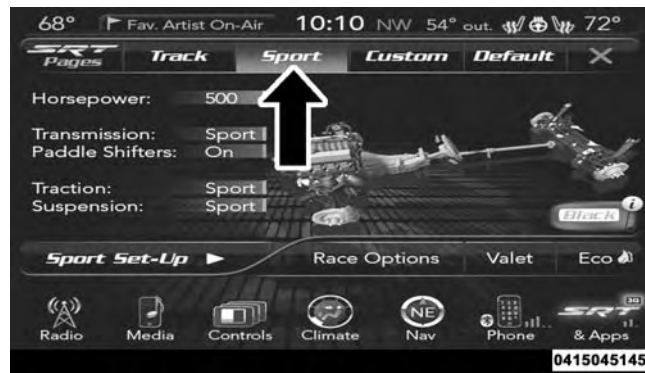 68° Fav. Artist On-Air 10:10 NW 54° out. 72°
SRT Pages Track Sport Custom Default X
Horsepower: 500
Transmission: Sport
Paddle Shifters: On
Traction: Sport
Suspension: Sport
Black i
Sport Set-Up Race Options Valet Eco
NE 3G
SRT
Radio Media Controls Climate Nav Phone & Apps
0415045145